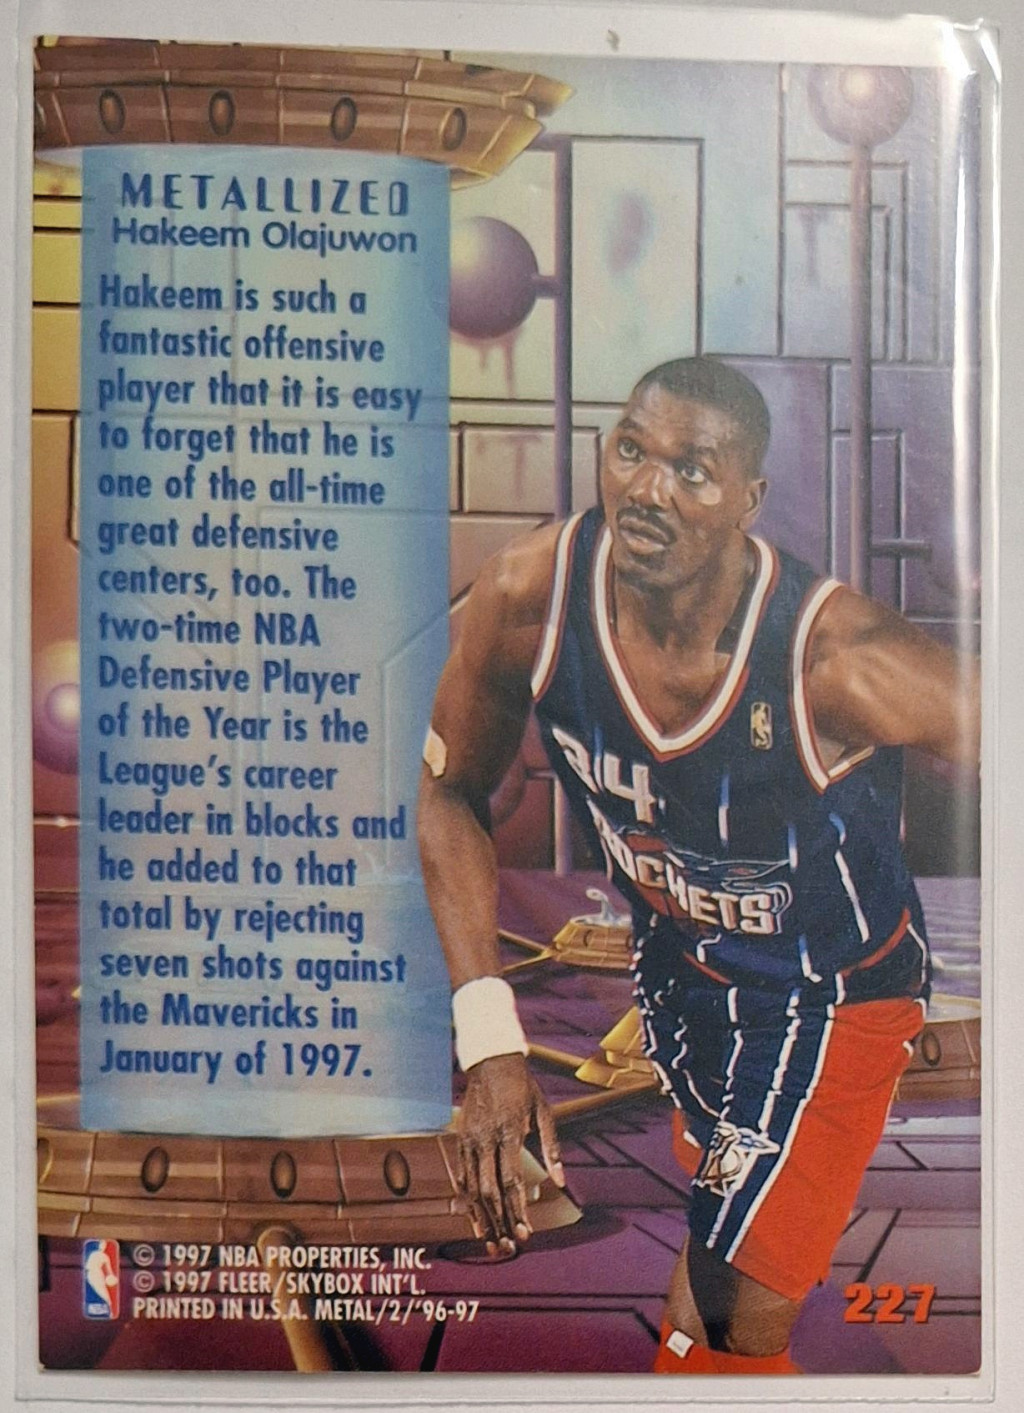 METALLIZED
Hakeem Olajuwon
Hakeem is such a
fantastic offensive
player that it is easy
to forget that he is
one of the all-time
great defensive
centers, too. The
two-time NBA
Defensive Player
of the Year is the
League's career
leader in blocks and
he added to that
total by rejecting
seven shots against
the Mavericks in
January of 1997.
34
ROCKETS
© 1997 NBA PROPERTIES, INC.
© 1997 FLEER/SKYBOX INT'L.
PRINTED IN U.S.A. METAL/2/'96-97
NBA
227